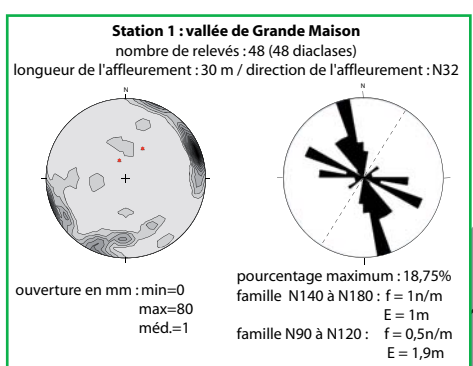 Station 1 : vallée de Grande Maison
nombre de relevés : 48 (48 diaclases)
longueur de l'affleurement : 30 m / direction de l'affleurement : N32
N
N
ouverture en mm : min=0
max=80
méd.=1
pourcentage maximum : 18,75%
famille N140 à N180 : f = 1n/m
E = 1m
famille N90 à N120 : f = 0,5n/m
E = 1,9m